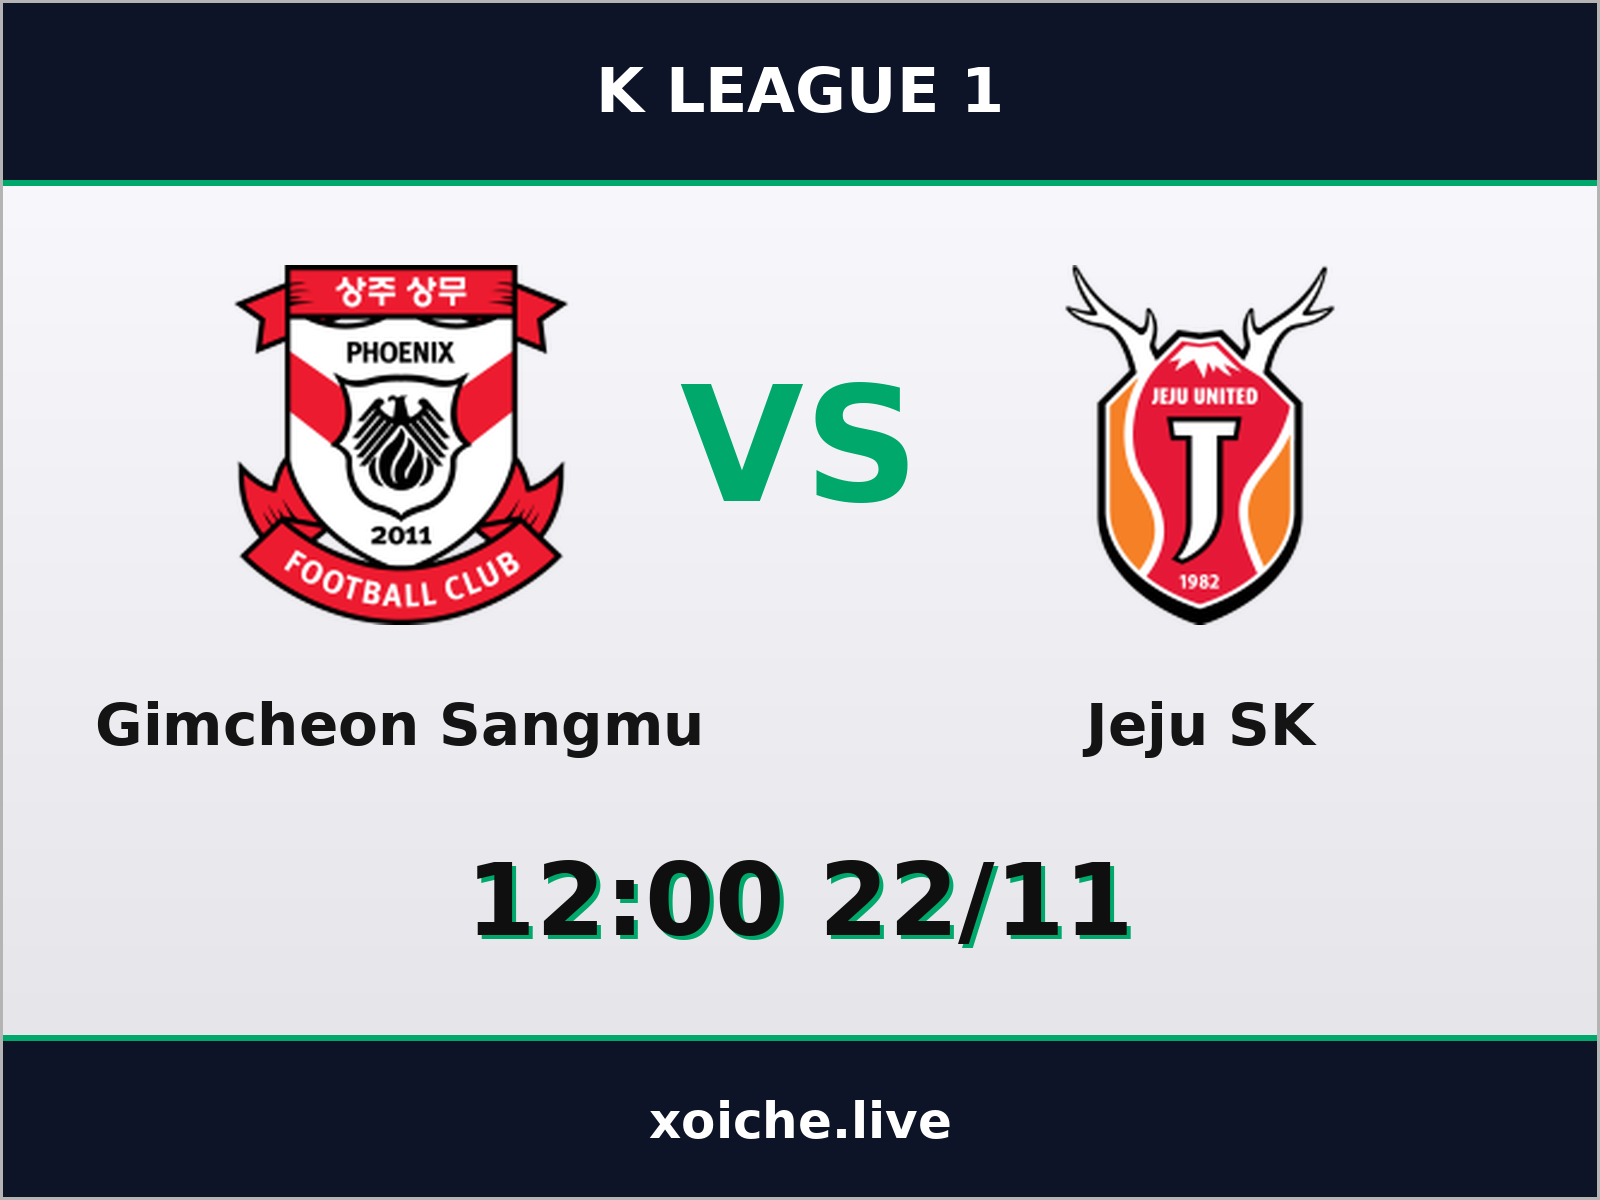 K LEAGUE 1
상주 상무
PHOENIX
2011
FOOTBALL CLUB
VS
JEJU UNITED
J
1982
Gimcheon Sangmu
Jeju SK
12:00 22/11
xoiche.live